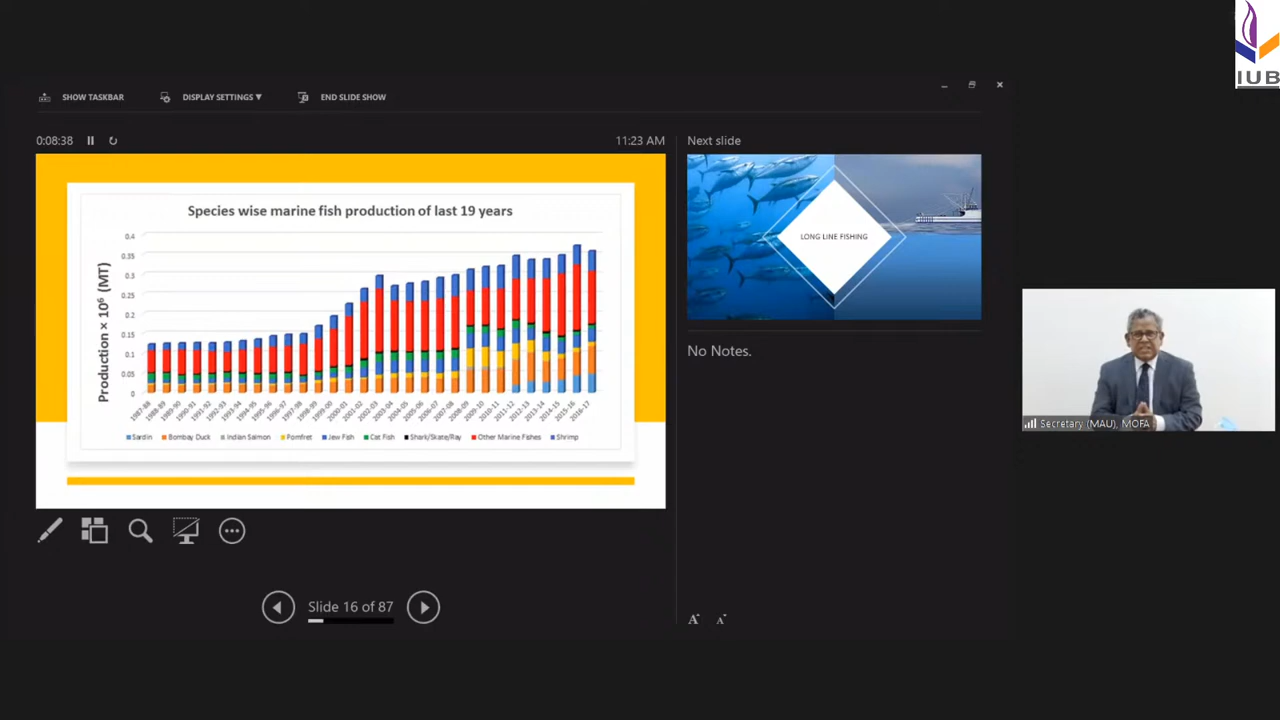 IUB
SHOW TASKBAR DISPLAY SETTINGS ▼ END SLIDE SHOW
0:08:38 11:23 AM
Species wise marine fish production of last 19 years
Production × 10⁶ (MT)
0.4
0.35
0.3
0.25
0.2
0.15
0.1
0.05
0
1987-88 1988-89 1989-90 1990-91 1991-92 1992-93 1993-94 1994-95 1995-96 1996-97 1997-98 1998-99 1999-00 2000-01 2001-02 2002-03 2003-04 2004-05 2005-06 2006-07 2007-08 2008-09 2009-10 2010-11 2011-12 2012-13 2013-14 2014-15 2015-16 2016-17
Sardin Bombay Duck Indian Salmon Pomfret Jew Fish Cat Fish Shark/Skate/Ray Other Marine Fishes Shrimp
Next slide
LONG LINE FISHING
No Notes.
Secretary (MAU), MOFA
Slide 16 of 87
A A